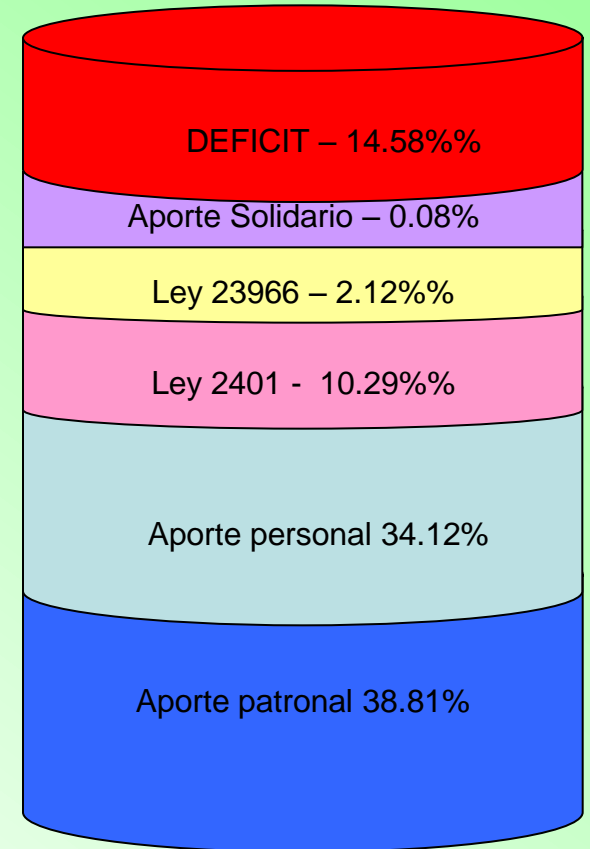 DEFICIT – 14.58%%
Aporte Solidario – 0.08%
Ley 23966 – 2.12%%
Ley 2401 - 10.29%%
Aporte personal 34.12%
Aporte patronal 38.81%